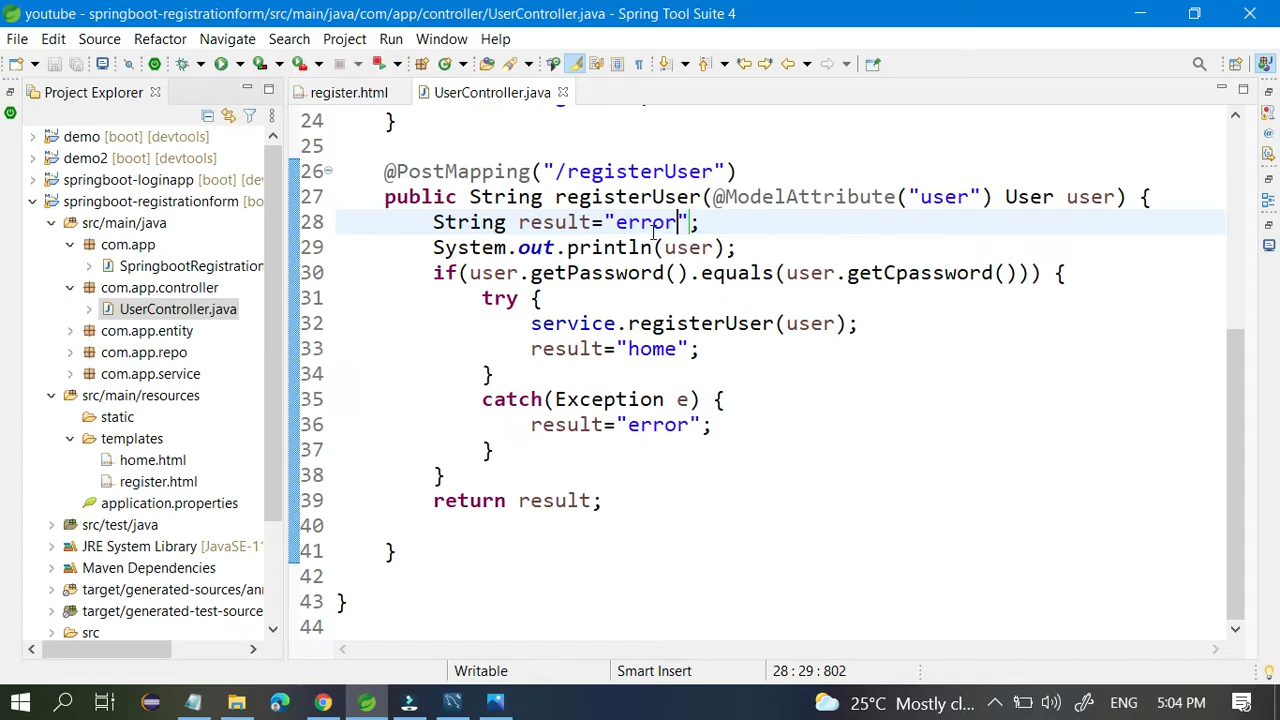 youtube - springboot-registrationform/src/main/java/com/app/controller/UserController.java - Spring Tool Suite 4
File Edit Source Refactor Navigate Search Project Run Window Help
Project Explorer
register.html
UserController.java
demo [boot] [devtools]
demo2 [boot] [devtools]
springboot-loginapp [boot] [de
springboot-registrationform [b
src/main/java
com.app
SpringbootRegistration
com.app.controller
UserController.java
com.app.entity
com.app.repo
com.app.service
src/main/resources
static
templates
home.html
register.html
application.properties
src/test/java
JRE System Library [JavaSE-11
Maven Dependencies
target/generated-sources/ann
target/generated-test-source
src
24 }
25
26 @PostMapping("/registerUser")
27 public String registerUser(@ModelAttribute("user") User user) {
28 String result="error";
29 System.out.println(user);
30 if(user.getPassword().equals(user.getCpassword())) {
31 try {
32 service.registerUser(user);
33 result="home";
34 }
35 catch(Exception e) {
36 result="error";
37 }
38 }
39 return result;
40
41 }
42
43 }
44
Writable Smart Insert 28 : 29 : 802
25°C Mostly cl... ENG 5:04 PM